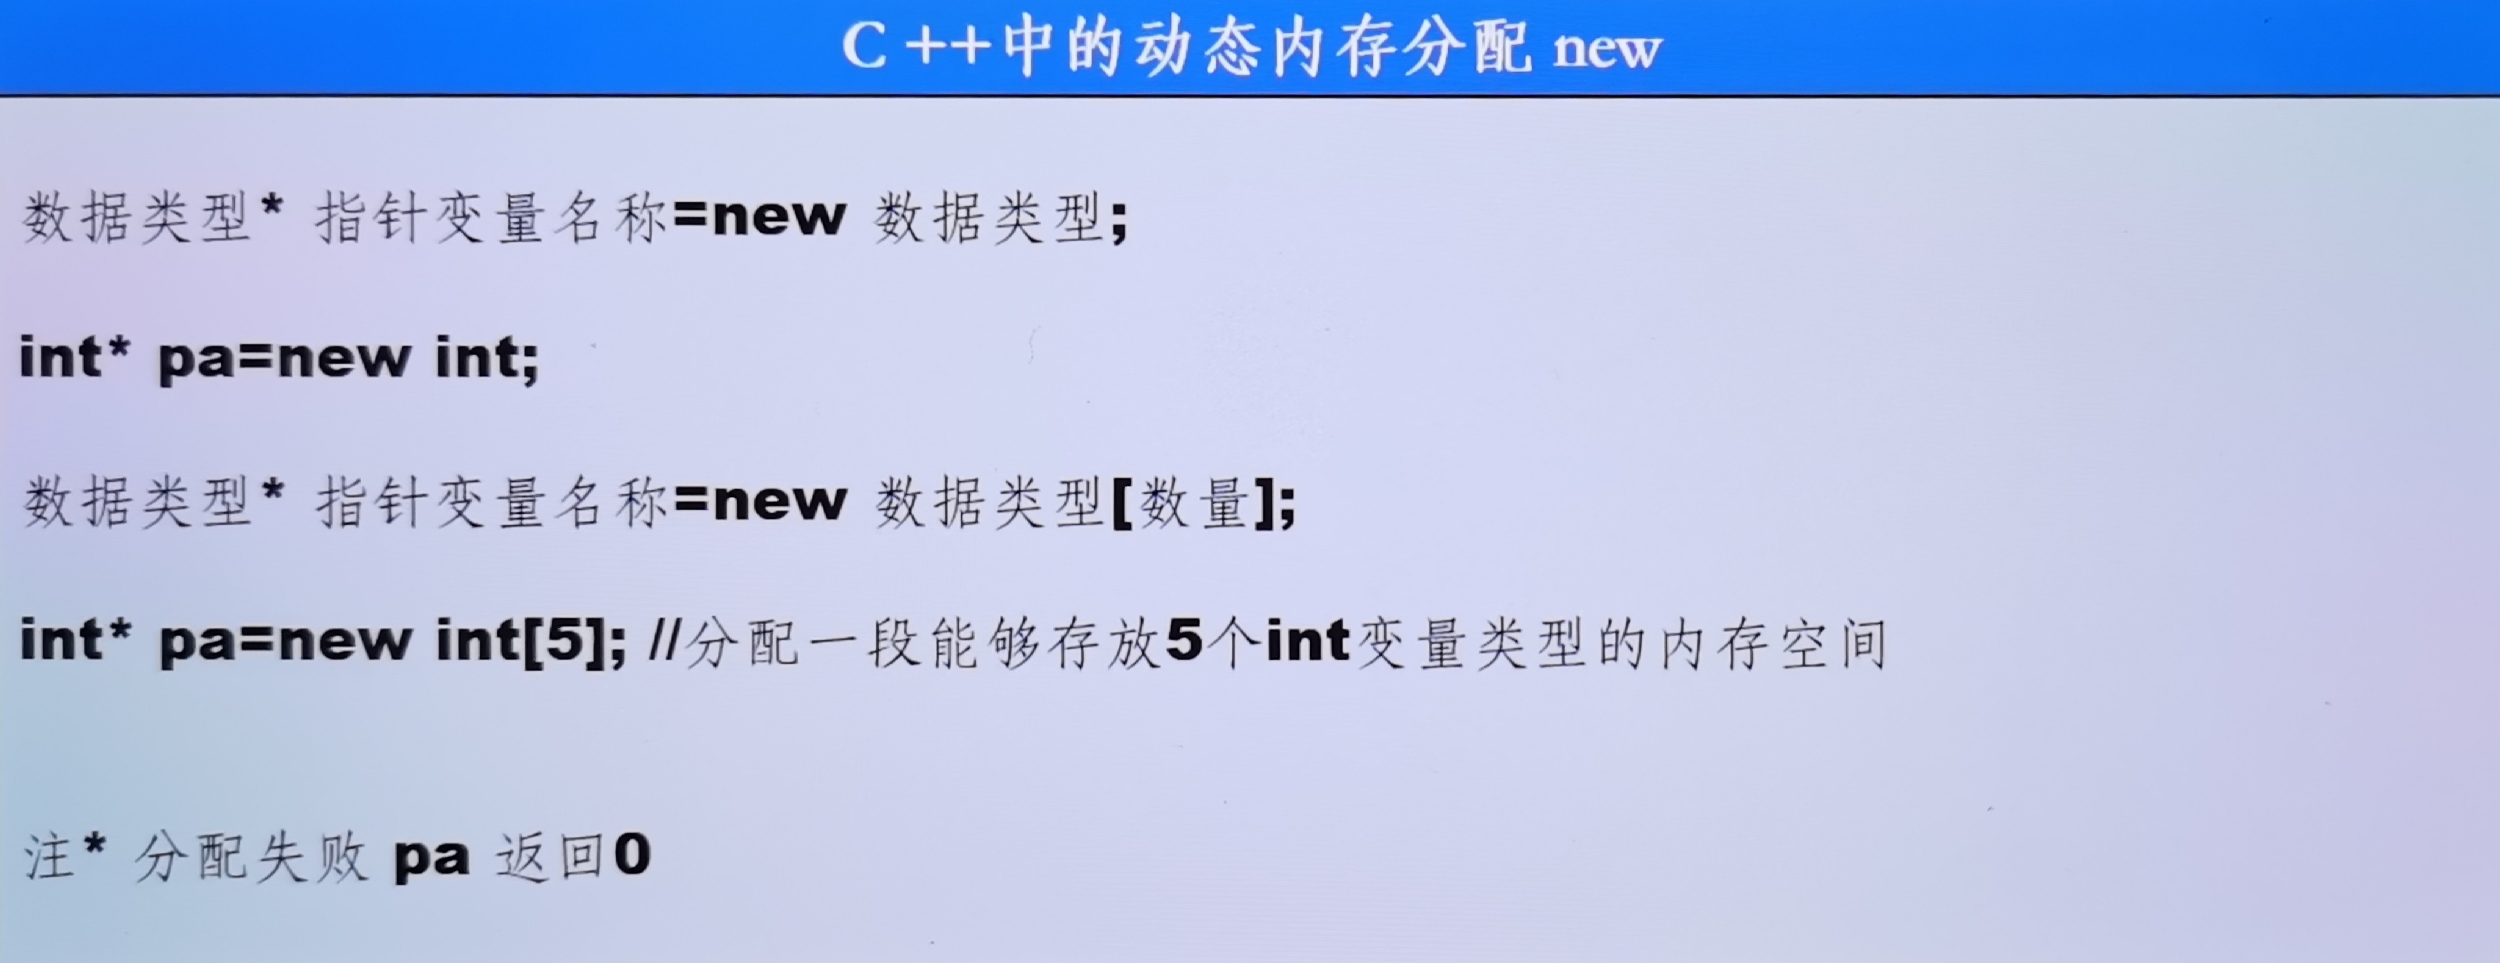 C ++中的动态内存分配 new
数据类型* 指针变量名称=new 数据类型;
int* pa=new int;
数据类型* 指针变量名称=new 数据类型[数量];
int* pa=new int[5]; //分配一段能够存放5个int变量类型的内存空间
注* 分配失败 pa 返回0